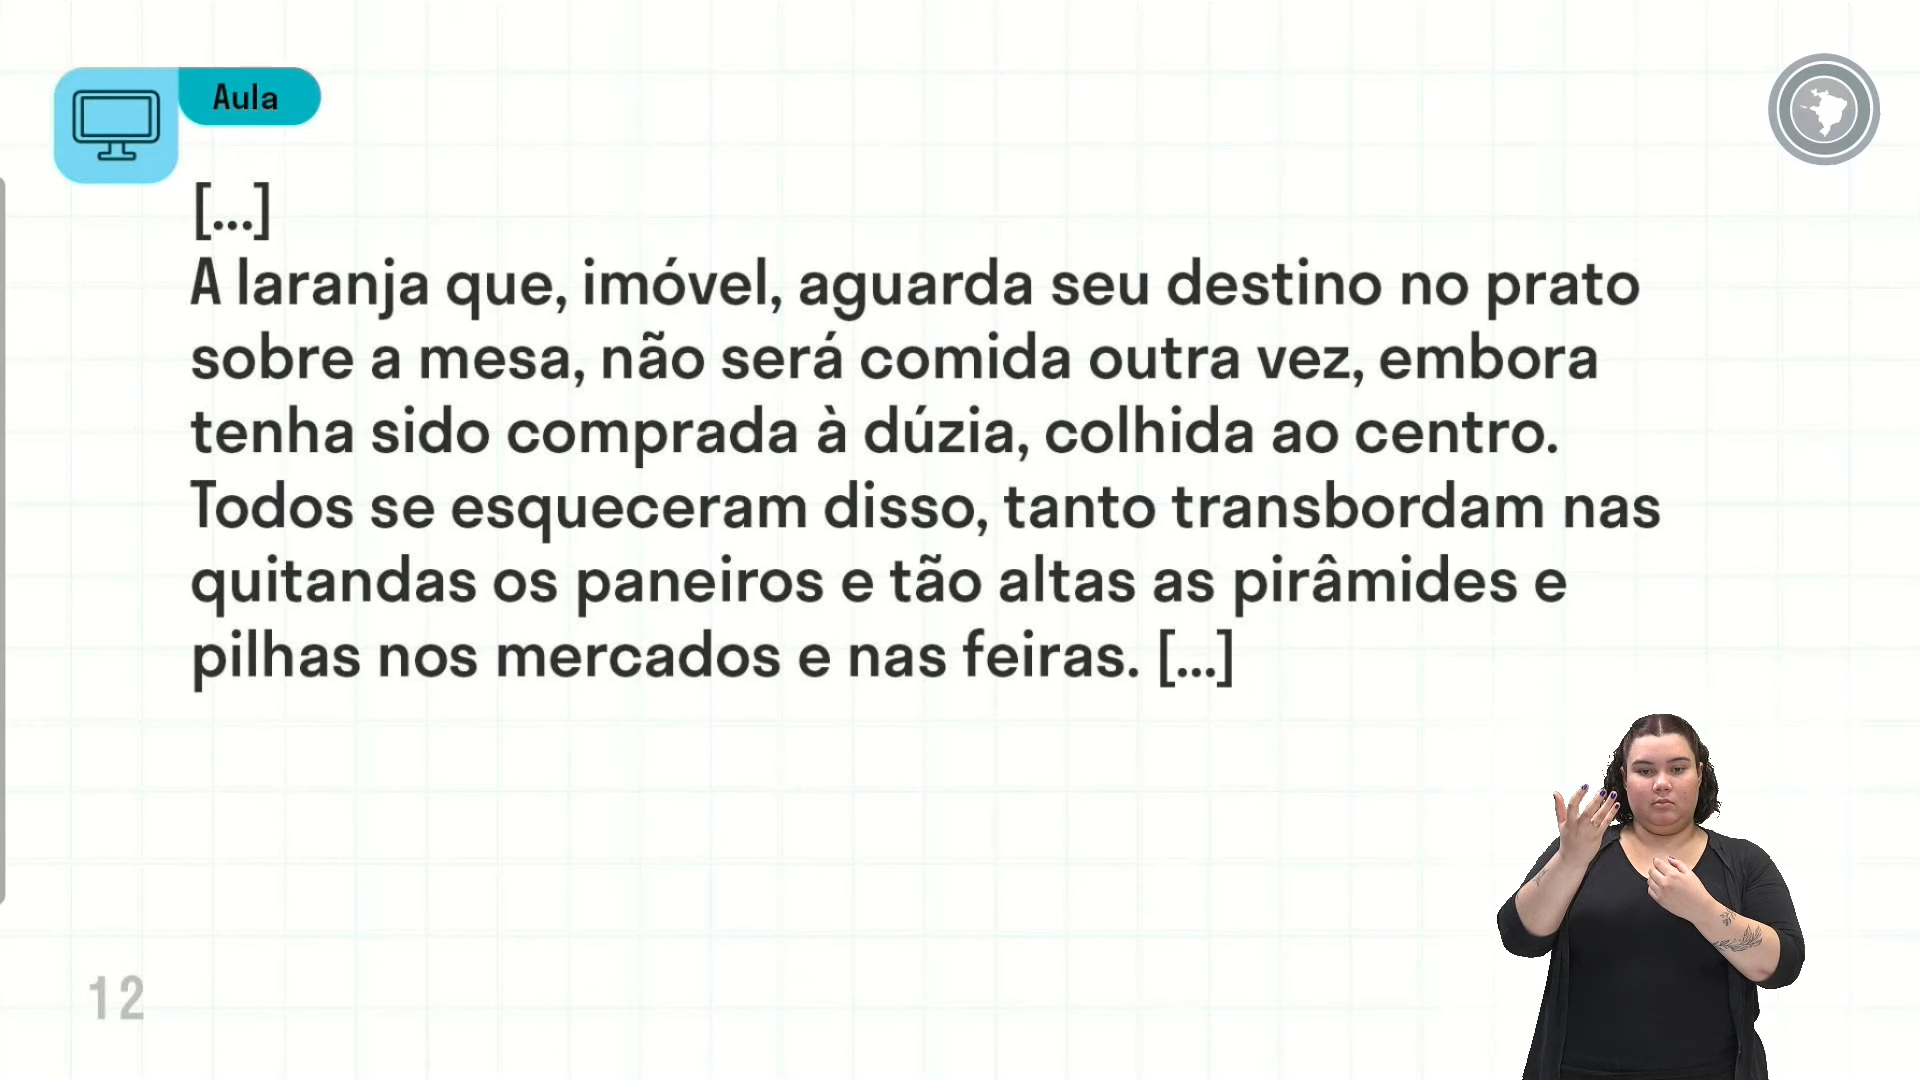 Aula
[...]
A laranja que, imóvel, aguarda seu destino no prato
sobre a mesa, não será comida outra vez, embora
tenha sido comprada à dúzia, colhida ao centro.
Todos se esqueceram disso, tanto transbordam nas
quitandas os paneiros e tão altas as pirâmides e
pilhas nos mercados e nas feiras. [...]
12